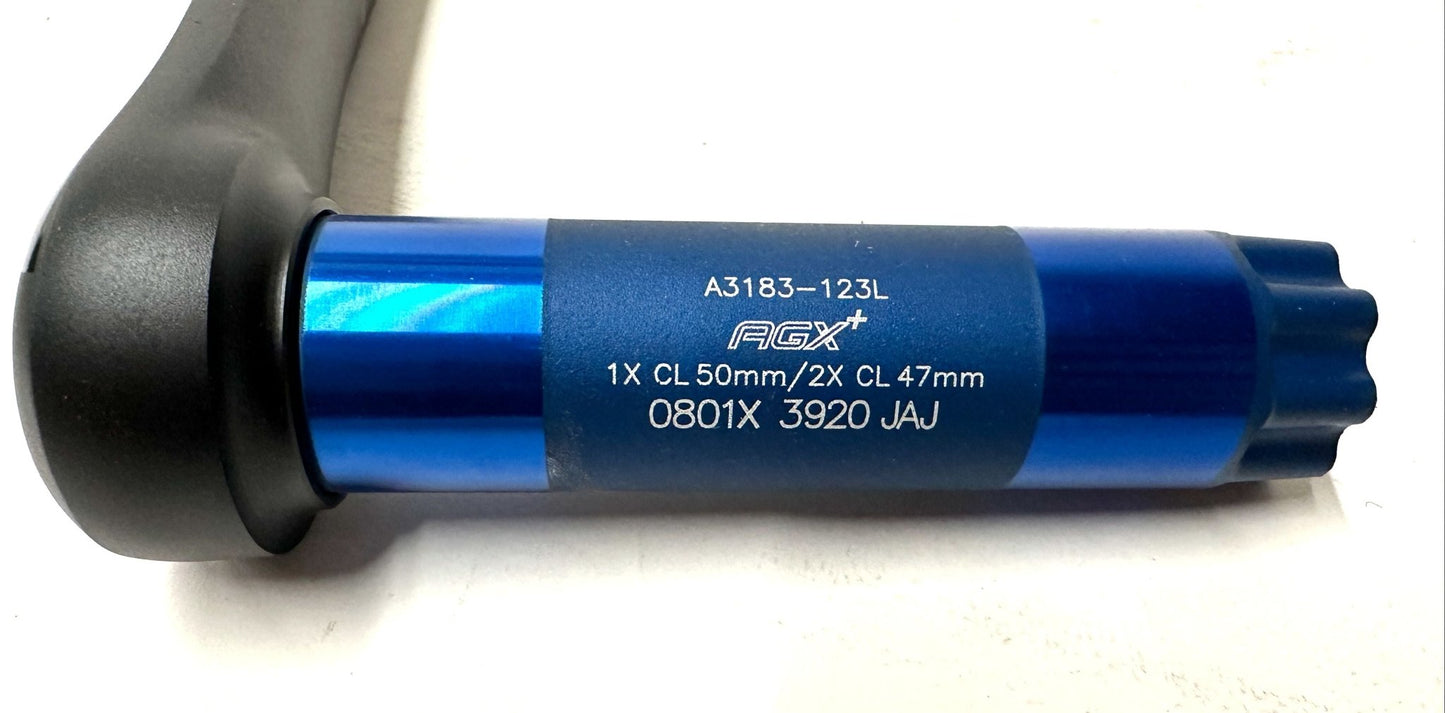 A3183-123L
AGX+
1X CL 50mm/2X CL 47mm
0801X 3920 JAJ